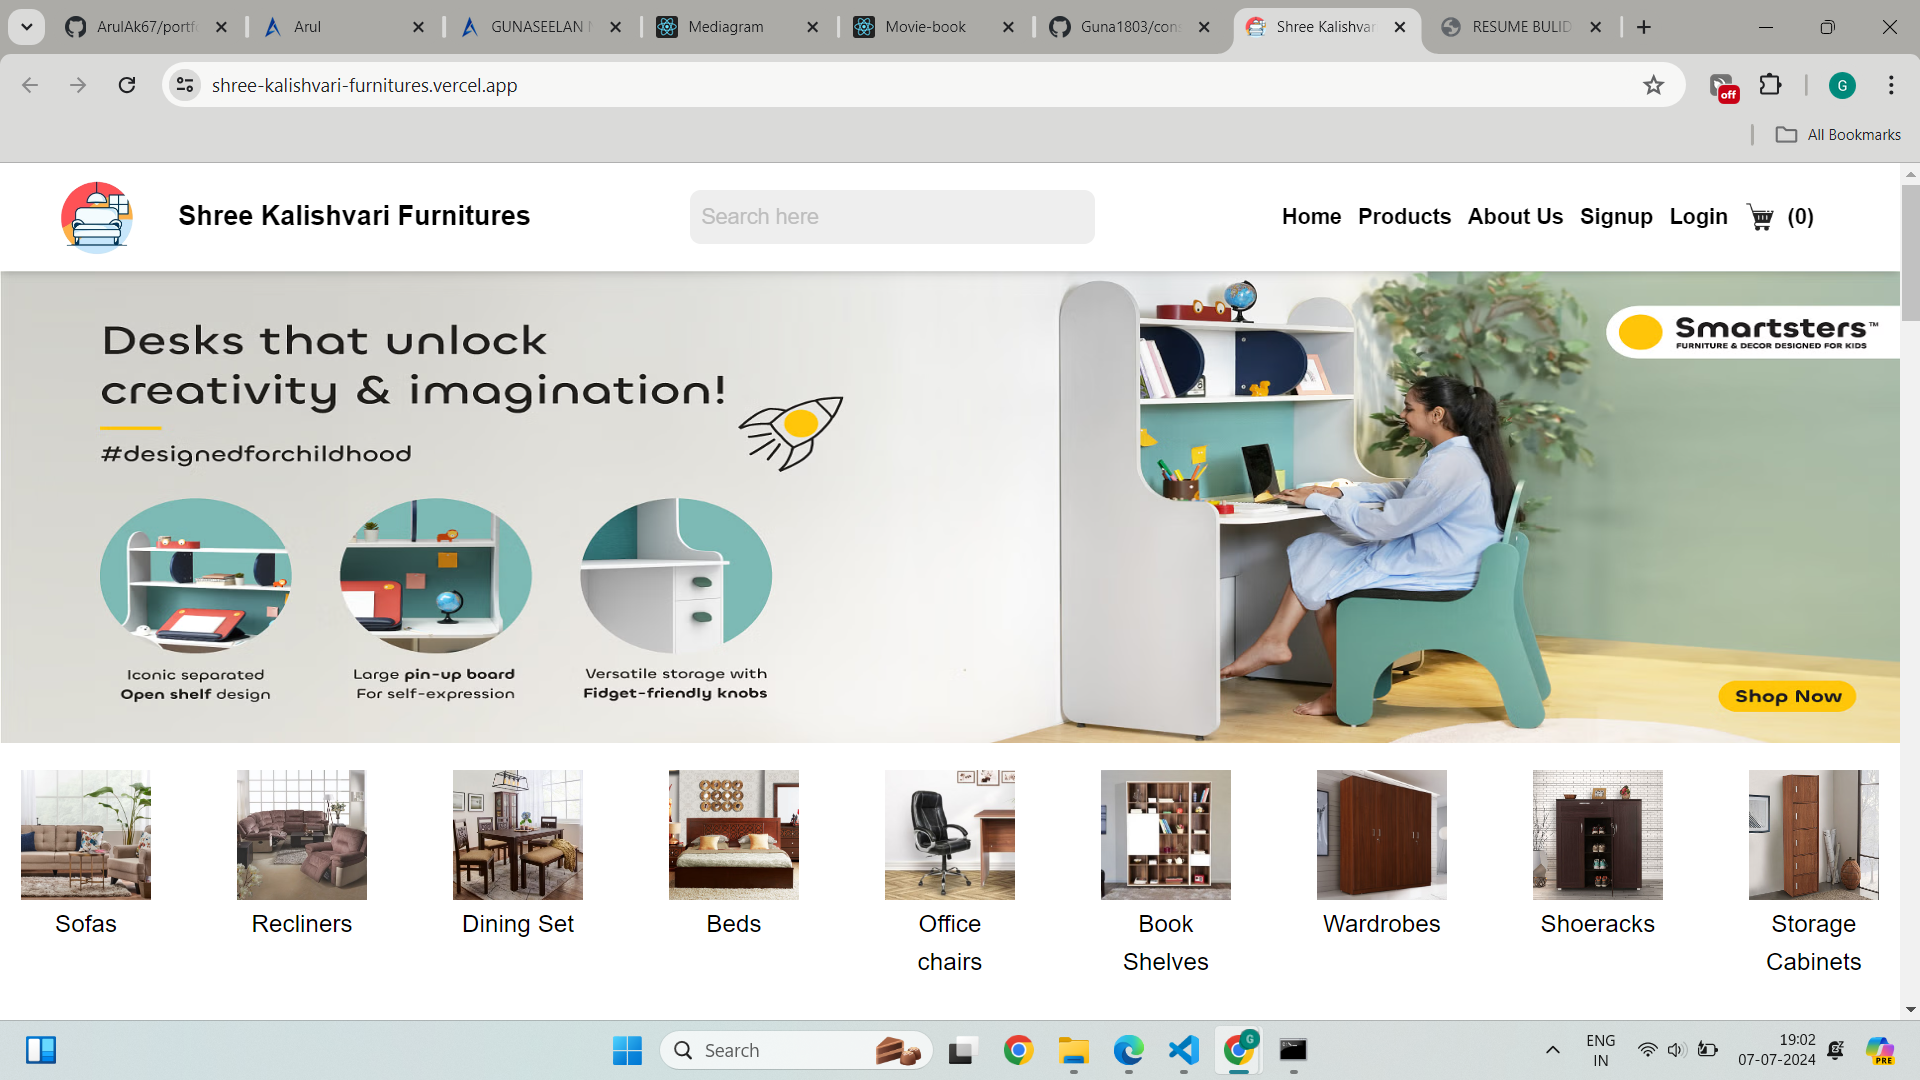 ArulAk67/portf
Arul
GUNASEELAN
Mediagram
Movie-book
Guna1803/cons
Shree Kalishvar
RESUME BULID
shree-kalishvari-furnitures.vercel.app
off
G
All Bookmarks
Shree Kalishvari Furnitures
Search here
Home Products About Us Signup Login (0)
Desks that unlock
creativity & imagination!
#designedforchildhood
Smartsters™
FURNITURE & DECOR DESIGNED FOR KIDS
Iconic separated
Open shelf design
Large pin-up board
For self-expression
Versatile storage with
Fidget-friendly knobs
Shop Now
Sofas
Recliners
Dining Set
Beds
Office
chairs
Book
Shelves
Wardrobes
Shoeracks
Storage
Cabinets
Search
G
ENG
IN
19:02
07-07-2024
PRE